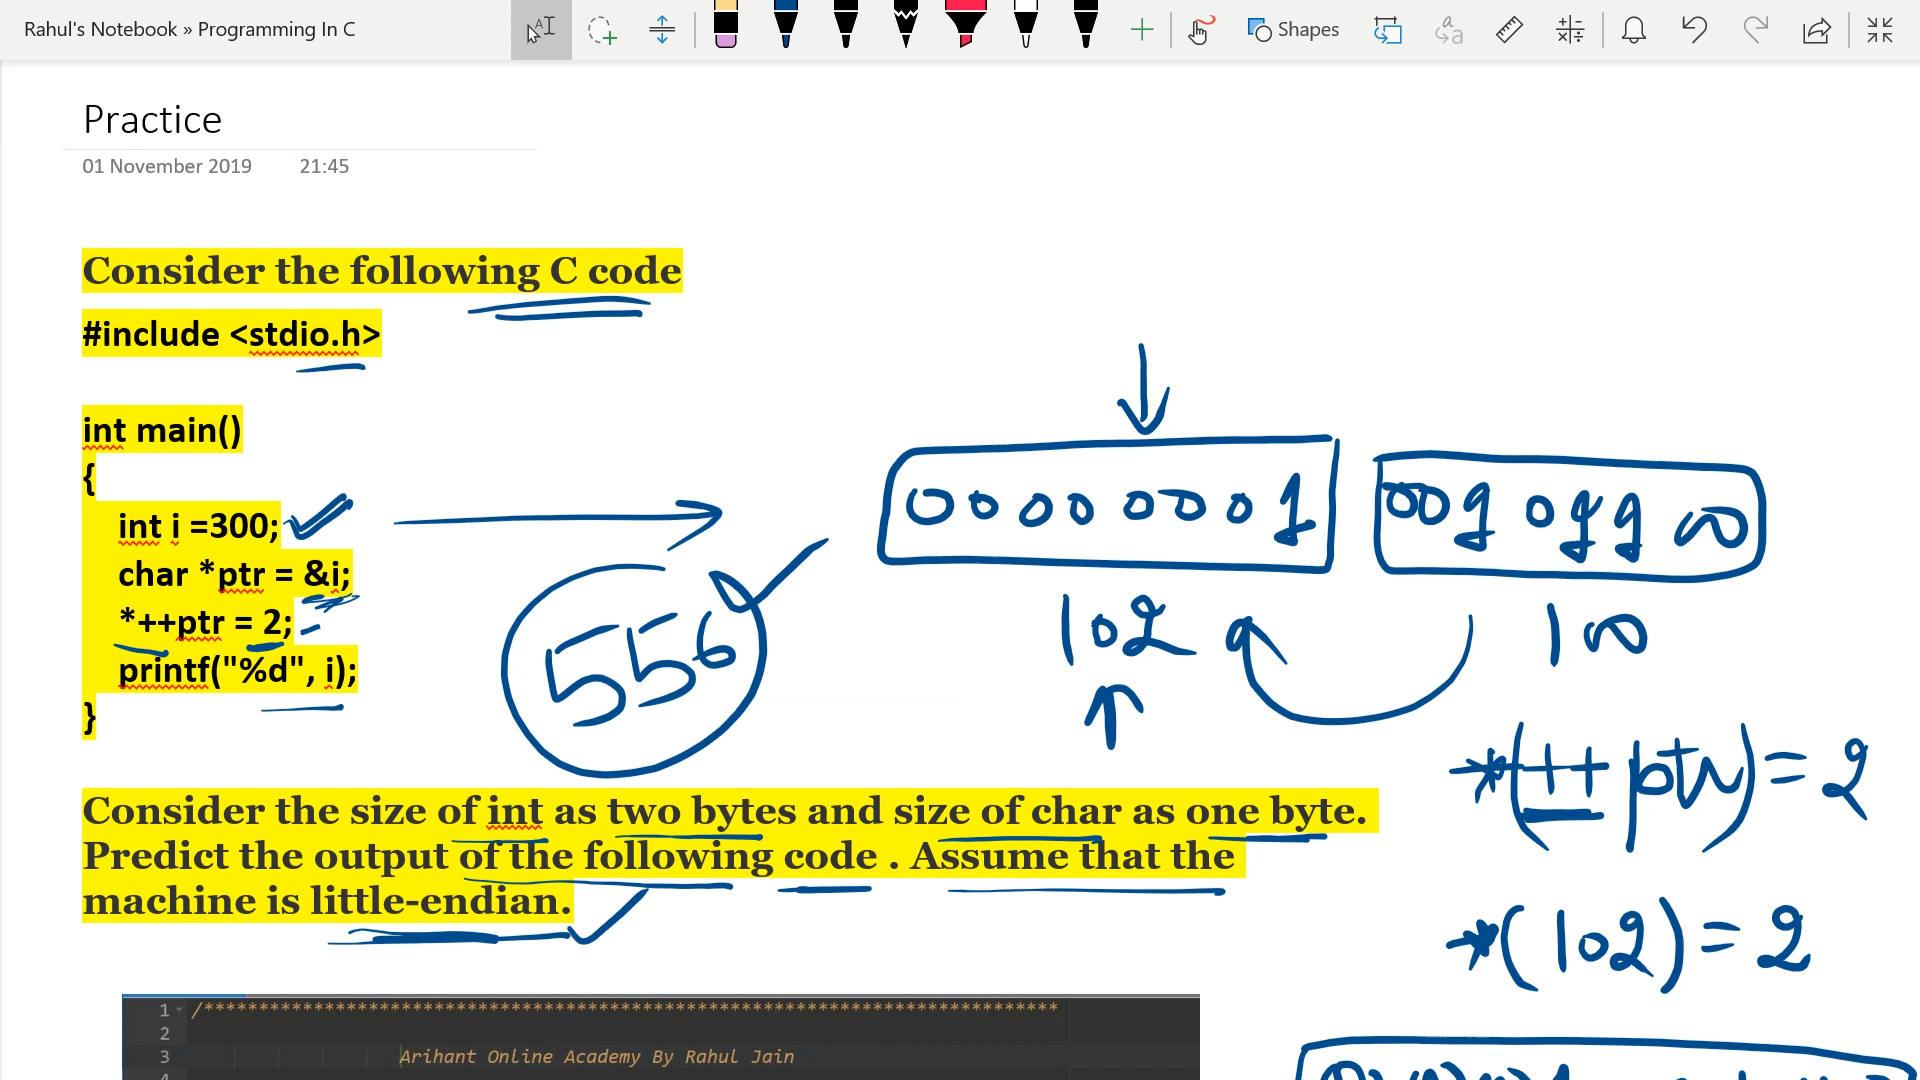 Rahul's Notebook » Programming In C
Shapes
Practice
01 November 2019 21:45
Consider the following C code
#include <stdio.h>
int main()
{
int i =300;
char *ptr = &i;
*++ptr = 2;
printf("%d", i);
}
556
00000001 00101100
102 100
*(++ptr)=2
*(102)=2
Consider the size of int as two bytes and size of char as one byte.
Predict the output of the following code . Assume that the
machine is little-endian.
1 /******************************************************************************
2
3 Arihant Online Academy By Rahul Jain